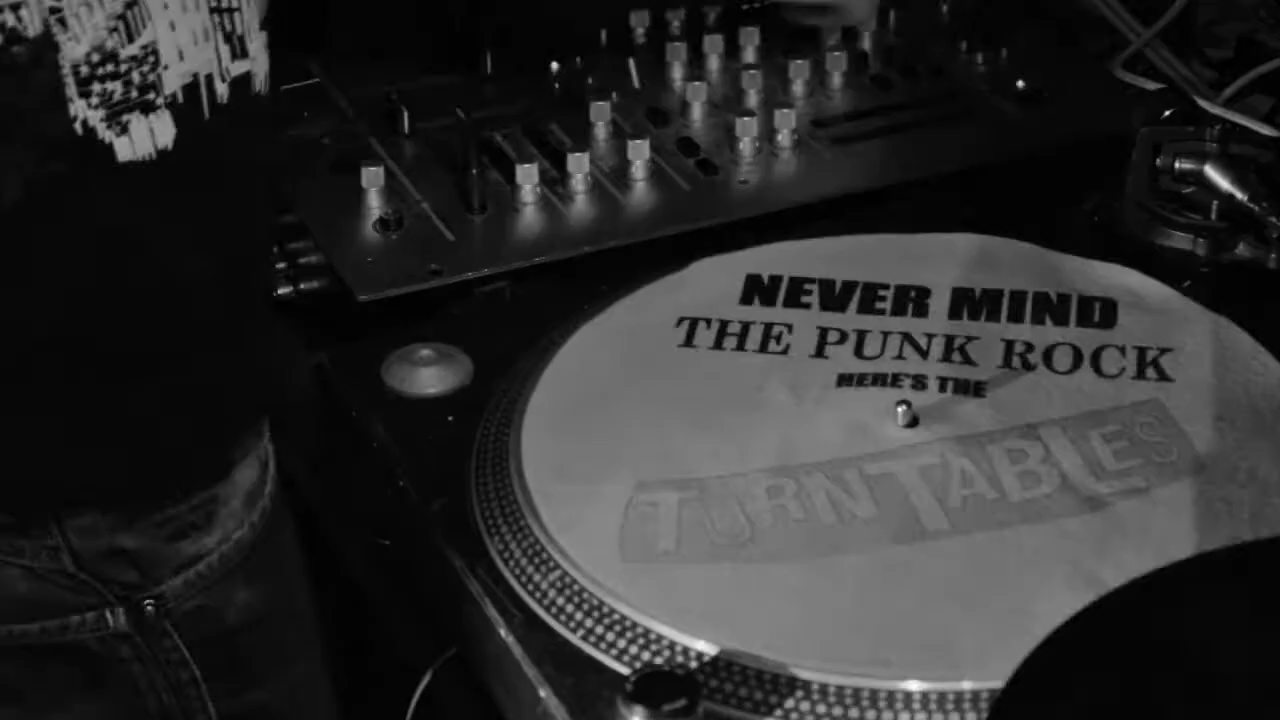 NEVER MIND
THE PUNK ROCK
HERE'S THE
TURNTABLES